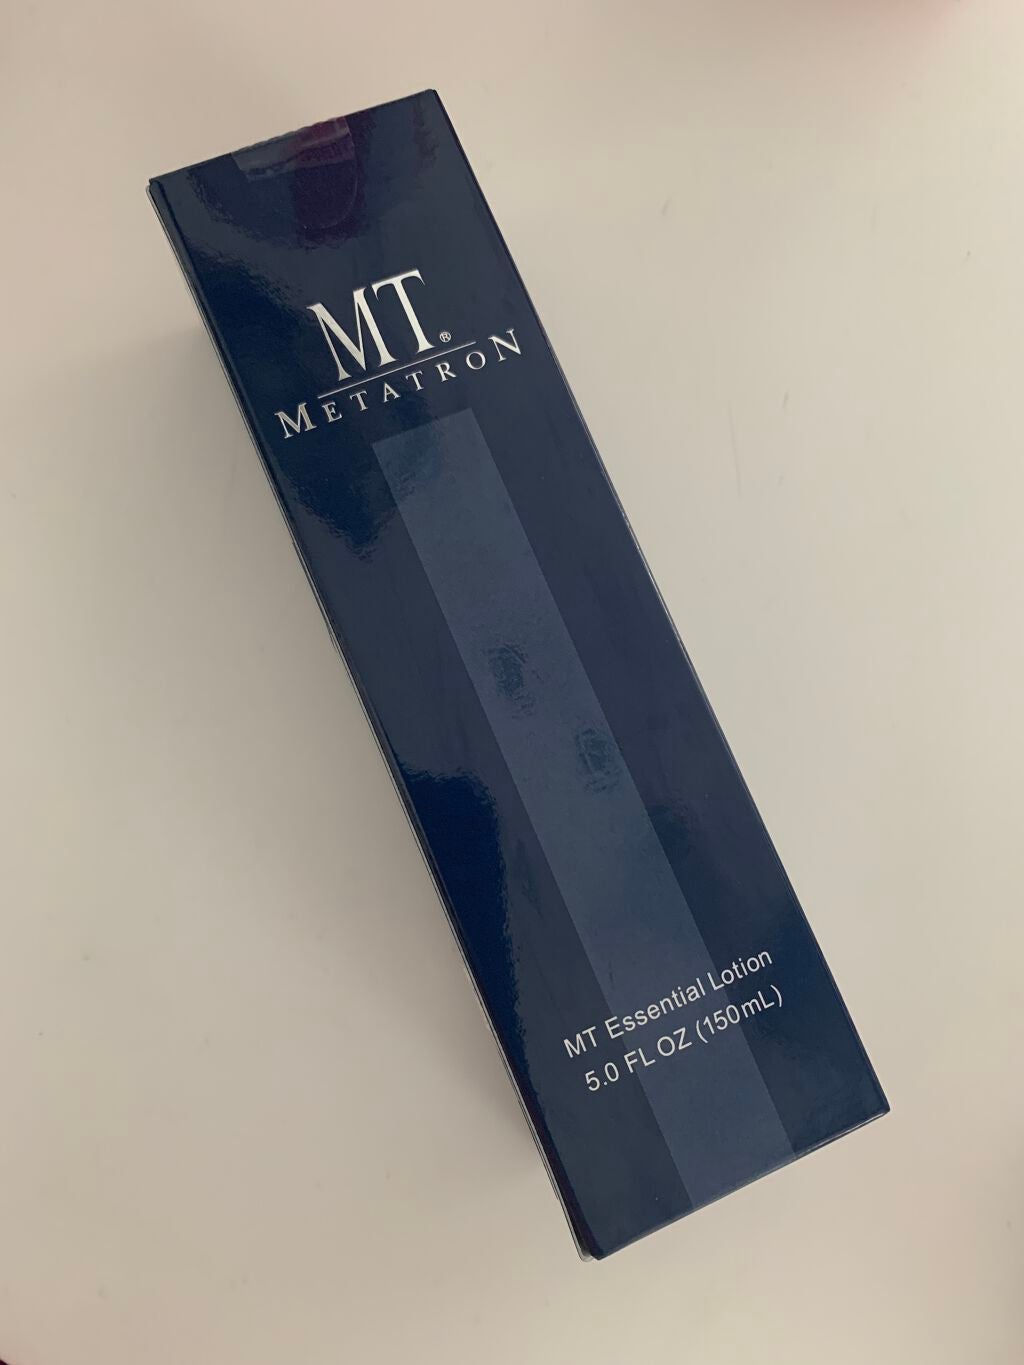 MT®
METATRON
MT Essential Lotion
5.0 FL OZ (150mL)